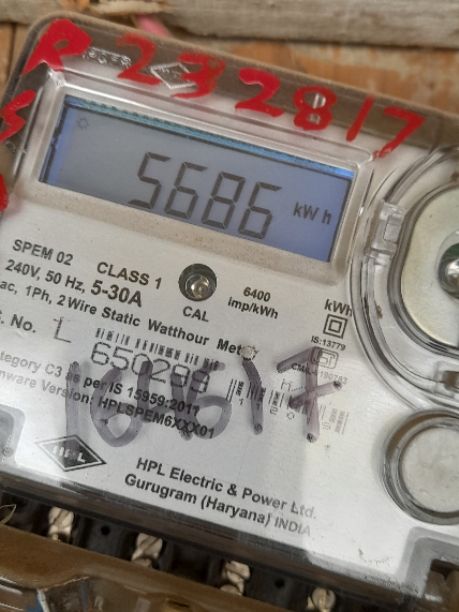 R 232817
5686 kWh
SPEM 02 CLASS 1
240V, 50 Hz, 5-30A
CAL
6400
imp/kWh
kWh
ac, 1Ph, 2 Wire Static Watthour Meter
IS:13779
No. L
650288
Category C3 as per IS 15959:2011
Version: HPLSPEM6XXX01
HPL
HPL Electric & Power Ltd.
Gurugram (Haryana) INDIA